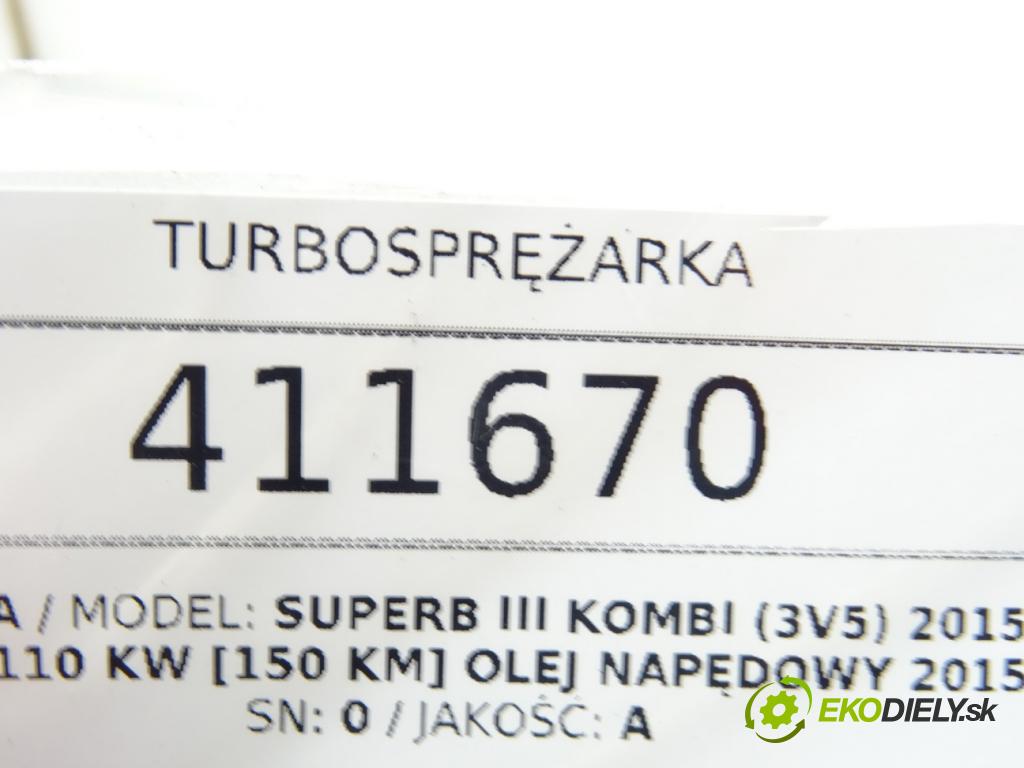 TURBOSPRĘŻARKA
411670
A / MODEL: SUPERB III KOMBI (3V5) 2015
110 KW [150 KM] OLEJ NAPĘDOWY 2015
SN: 0 / JAKOŚĆ: A
EKODIELY.sk